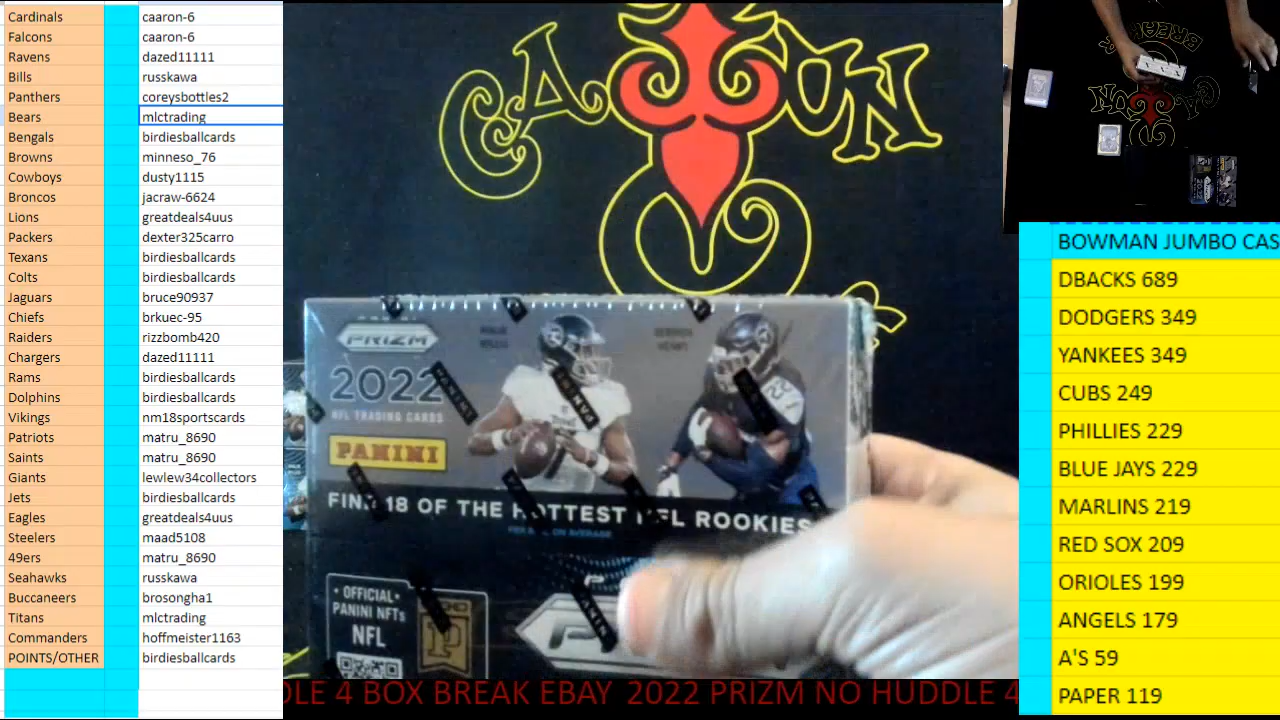 Cardinals caaron-6
Falcons caaron-6
Ravens dazed11111
Bills russkawa
Panthers coreysbottles2
Bears mlctrading
Bengals birdiesballcards
Browns minneso_76
Cowboys dusty1115
Broncos jacraw-6624
Lions greatdeals4uus
Packers dexter325carro
Texans birdiesballcards
Colts birdiesballcards
Jaguars bruce90937
Chiefs brkuec-95
Raiders rizzbomb420
Chargers dazed11111
Rams birdiesballcards
Dolphins birdiesballcards
Vikings nm18sportscards
Patriots matru_8690
Saints matru_8690
Giants lewlew34collectors
Jets birdiesballcards
Eagles greatdeals4uus
Steelers maad5108
49ers matru_8690
Seahawks russkawa
Buccaneers brosongha1
Titans mlctrading
Commanders hoffmeister1163
POINTS/OTHER birdiesballcards
PRIZM
2022
NFL TRADING CARDS
PANINI
18 OF THE HOTTEST NFL ROOKIES
OFFICIAL
PANINI NFTs
NFL
BOWMAN JUMBO CAS
DBACKS 689
DODGERS 349
YANKEES 349
CUBS 249
PHILLIES 229
BLUE JAYS 229
MARLINS 219
RED SOX 209
ORIOLES 199
ANGELS 179
A'S 59
PAPER 119
DLE 4 BOX BREAK EBAY 2022 PRIZM NO HUDDLE 4